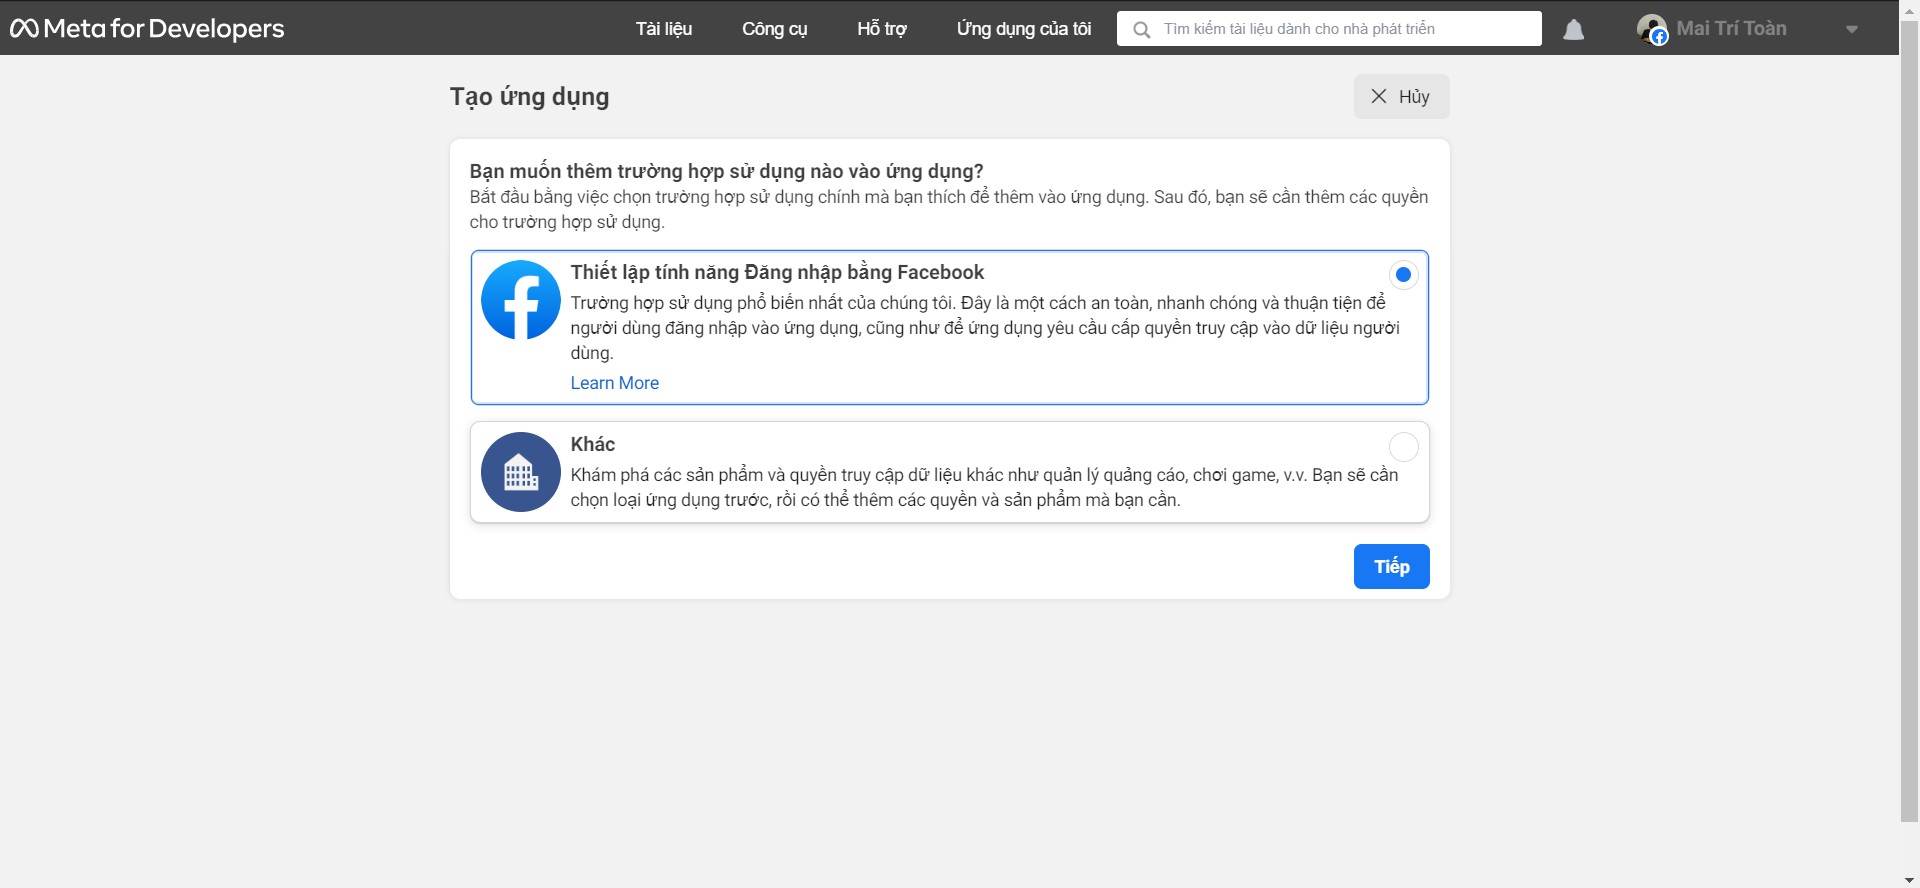 Meta for Developers
Tài liệu
Công cụ
Hỗ trợ
Ứng dụng của tôi
Tìm kiếm tài liệu dành cho nhà phát triển
Mai Trí Toàn
Tạo ứng dụng
Hủy
Bạn muốn thêm trường hợp sử dụng nào vào ứng dụng?
Bắt đầu bằng việc chọn trường hợp sử dụng chính mà bạn thích để thêm vào ứng dụng. Sau đó, bạn sẽ cần thêm các quyền
cho trường hợp sử dụng.
Thiết lập tính năng Đăng nhập bằng Facebook
Trường hợp sử dụng phổ biến nhất của chúng tôi. Đây là một cách an toàn, nhanh chóng và thuận tiện để
người dùng đăng nhập vào ứng dụng, cũng như để ứng dụng yêu cầu cấp quyền truy cập vào dữ liệu người
dùng.
Learn More
Khác
Khám phá các sản phẩm và quyền truy cập dữ liệu khác như quản lý quảng cáo, chơi game, v.v. Bạn sẽ cần
chọn loại ứng dụng trước, rồi có thể thêm các quyền và sản phẩm mà bạn cần.
Tiếp